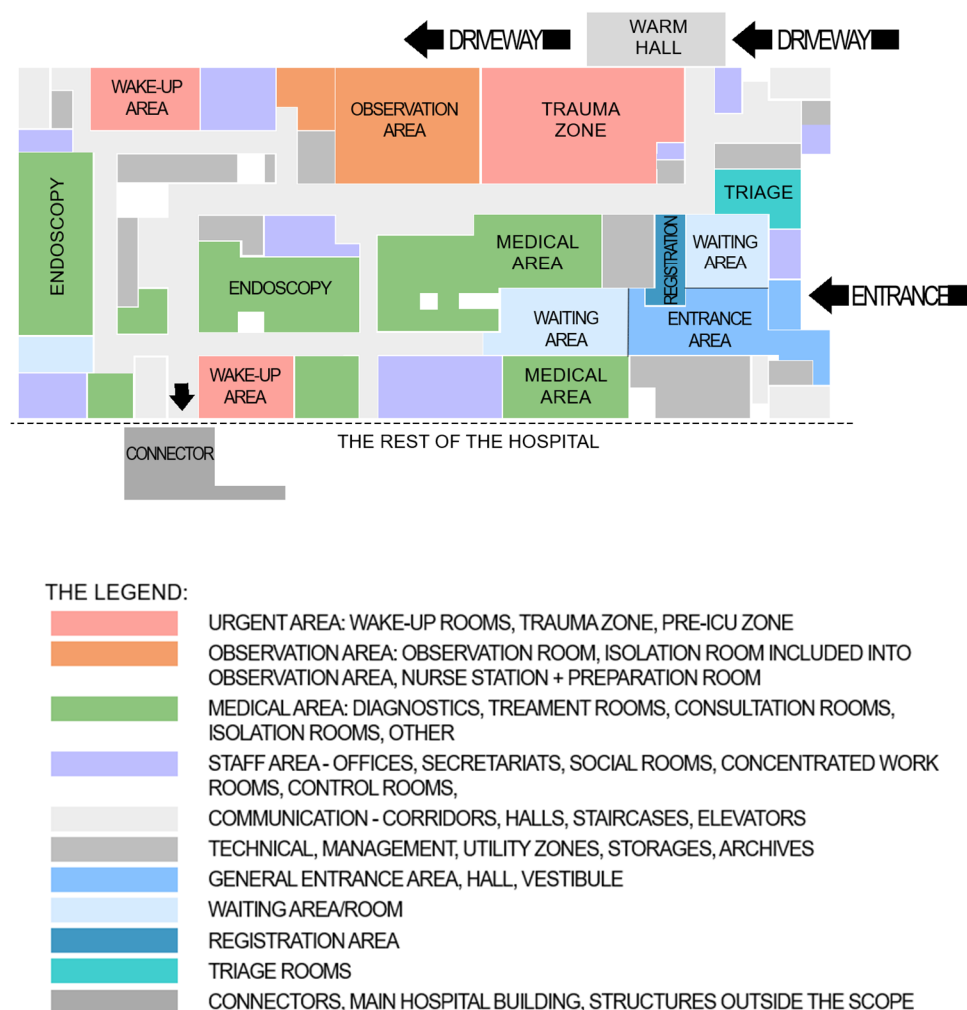 WARM
HALL
DRIVEWAY
DRIVEWAY
WAKE-UP
AREA
OBSERVATION
AREA
TRAUMA
ZONE
TRIAGE
ENDOSCOPY
MEDICAL
AREA
REGISTRATION
WAITING
AREA
ENDOSCOPY
ENTRANCE
WAITING
AREA
ENTRANCE
AREA
WAKE-UP
AREA
MEDICAL
AREA
THE REST OF THE HOSPITAL
CONNECTOR
THE LEGEND:
URGENT AREA: WAKE-UP ROOMS, TRAUMA ZONE, PRE-ICU ZONE
OBSERVATION AREA: OBSERVATION ROOM, ISOLATION ROOM INCLUDED INTO
OBSERVATION AREA, NURSE STATION + PREPARATION ROOM
MEDICAL AREA: DIAGNOSTICS, TREAMENT ROOMS, CONSULTATION ROOMS,
ISOLATION ROOMS, OTHER
STAFF AREA - OFFICES, SECRETARIATS, SOCIAL ROOMS, CONCENTRATED WORK
ROOMS, CONTROL ROOMS,
COMMUNICATION - CORRIDORS, HALLS, STAIRCASES, ELEVATORS
TECHNICAL, MANAGEMENT, UTILITY ZONES, STORAGES, ARCHIVES
GENERAL ENTRANCE AREA, HALL, VESTIBULE
WAITING AREA/ROOM
REGISTRATION AREA
TRIAGE ROOMS
CONNECTORS, MAIN HOSPITAL BUILDING, STRUCTURES OUTSIDE THE SCOPE